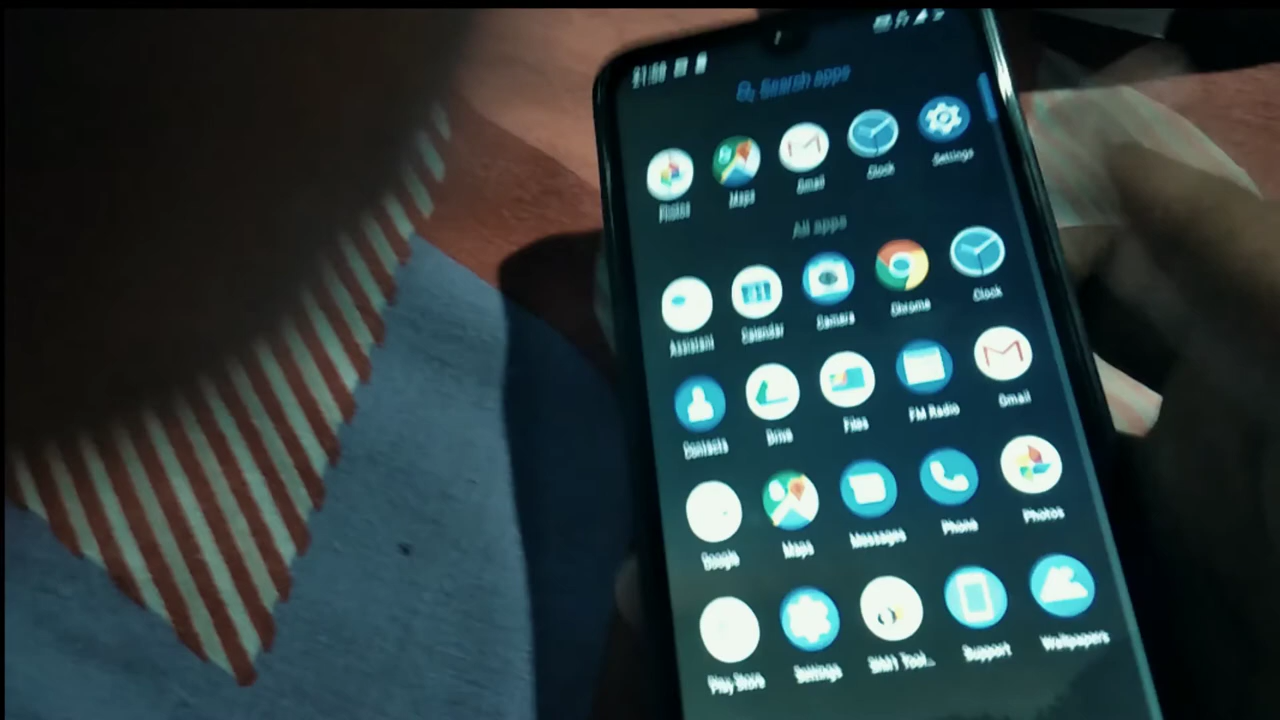 Search apps
Photos Maps Gmail Clock Settings
All apps
Assistant Calendar Camera Chrome Clock
Contacts Drive Files FM Radio Gmail
Google Maps Messages Phone Photos
Play Store Settings Support Wallpapers